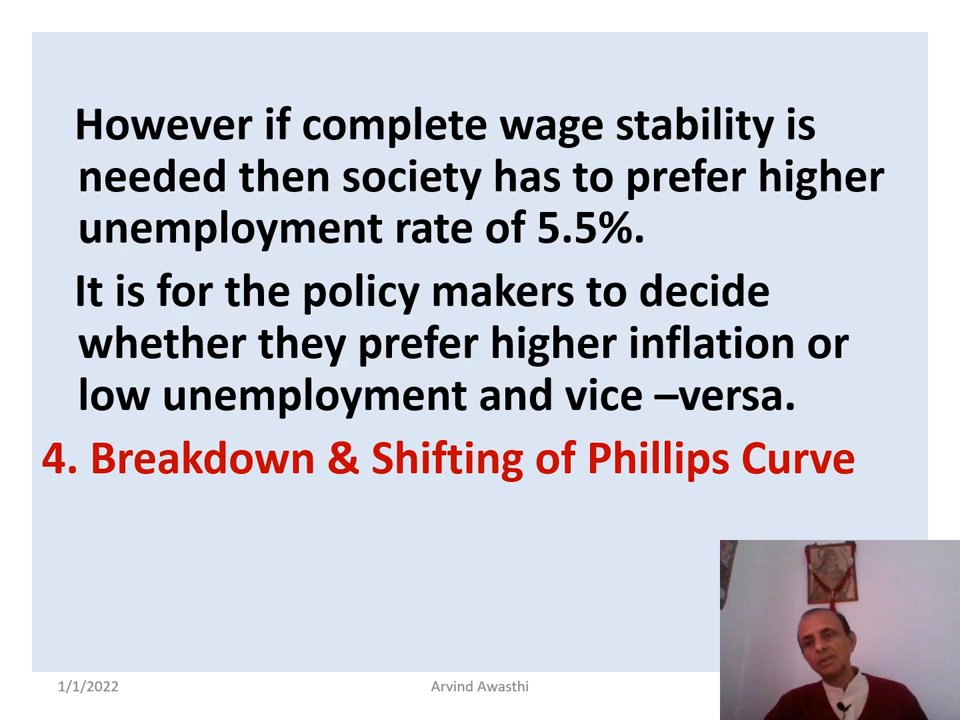 However if complete wage stability is
needed then society has to prefer higher
unemployment rate of 5.5%.
It is for the policy makers to decide
whether they prefer higher inflation or
low unemployment and vice –versa.
4. Breakdown & Shifting of Phillips Curve
1/1/2022
Arvind Awasthi